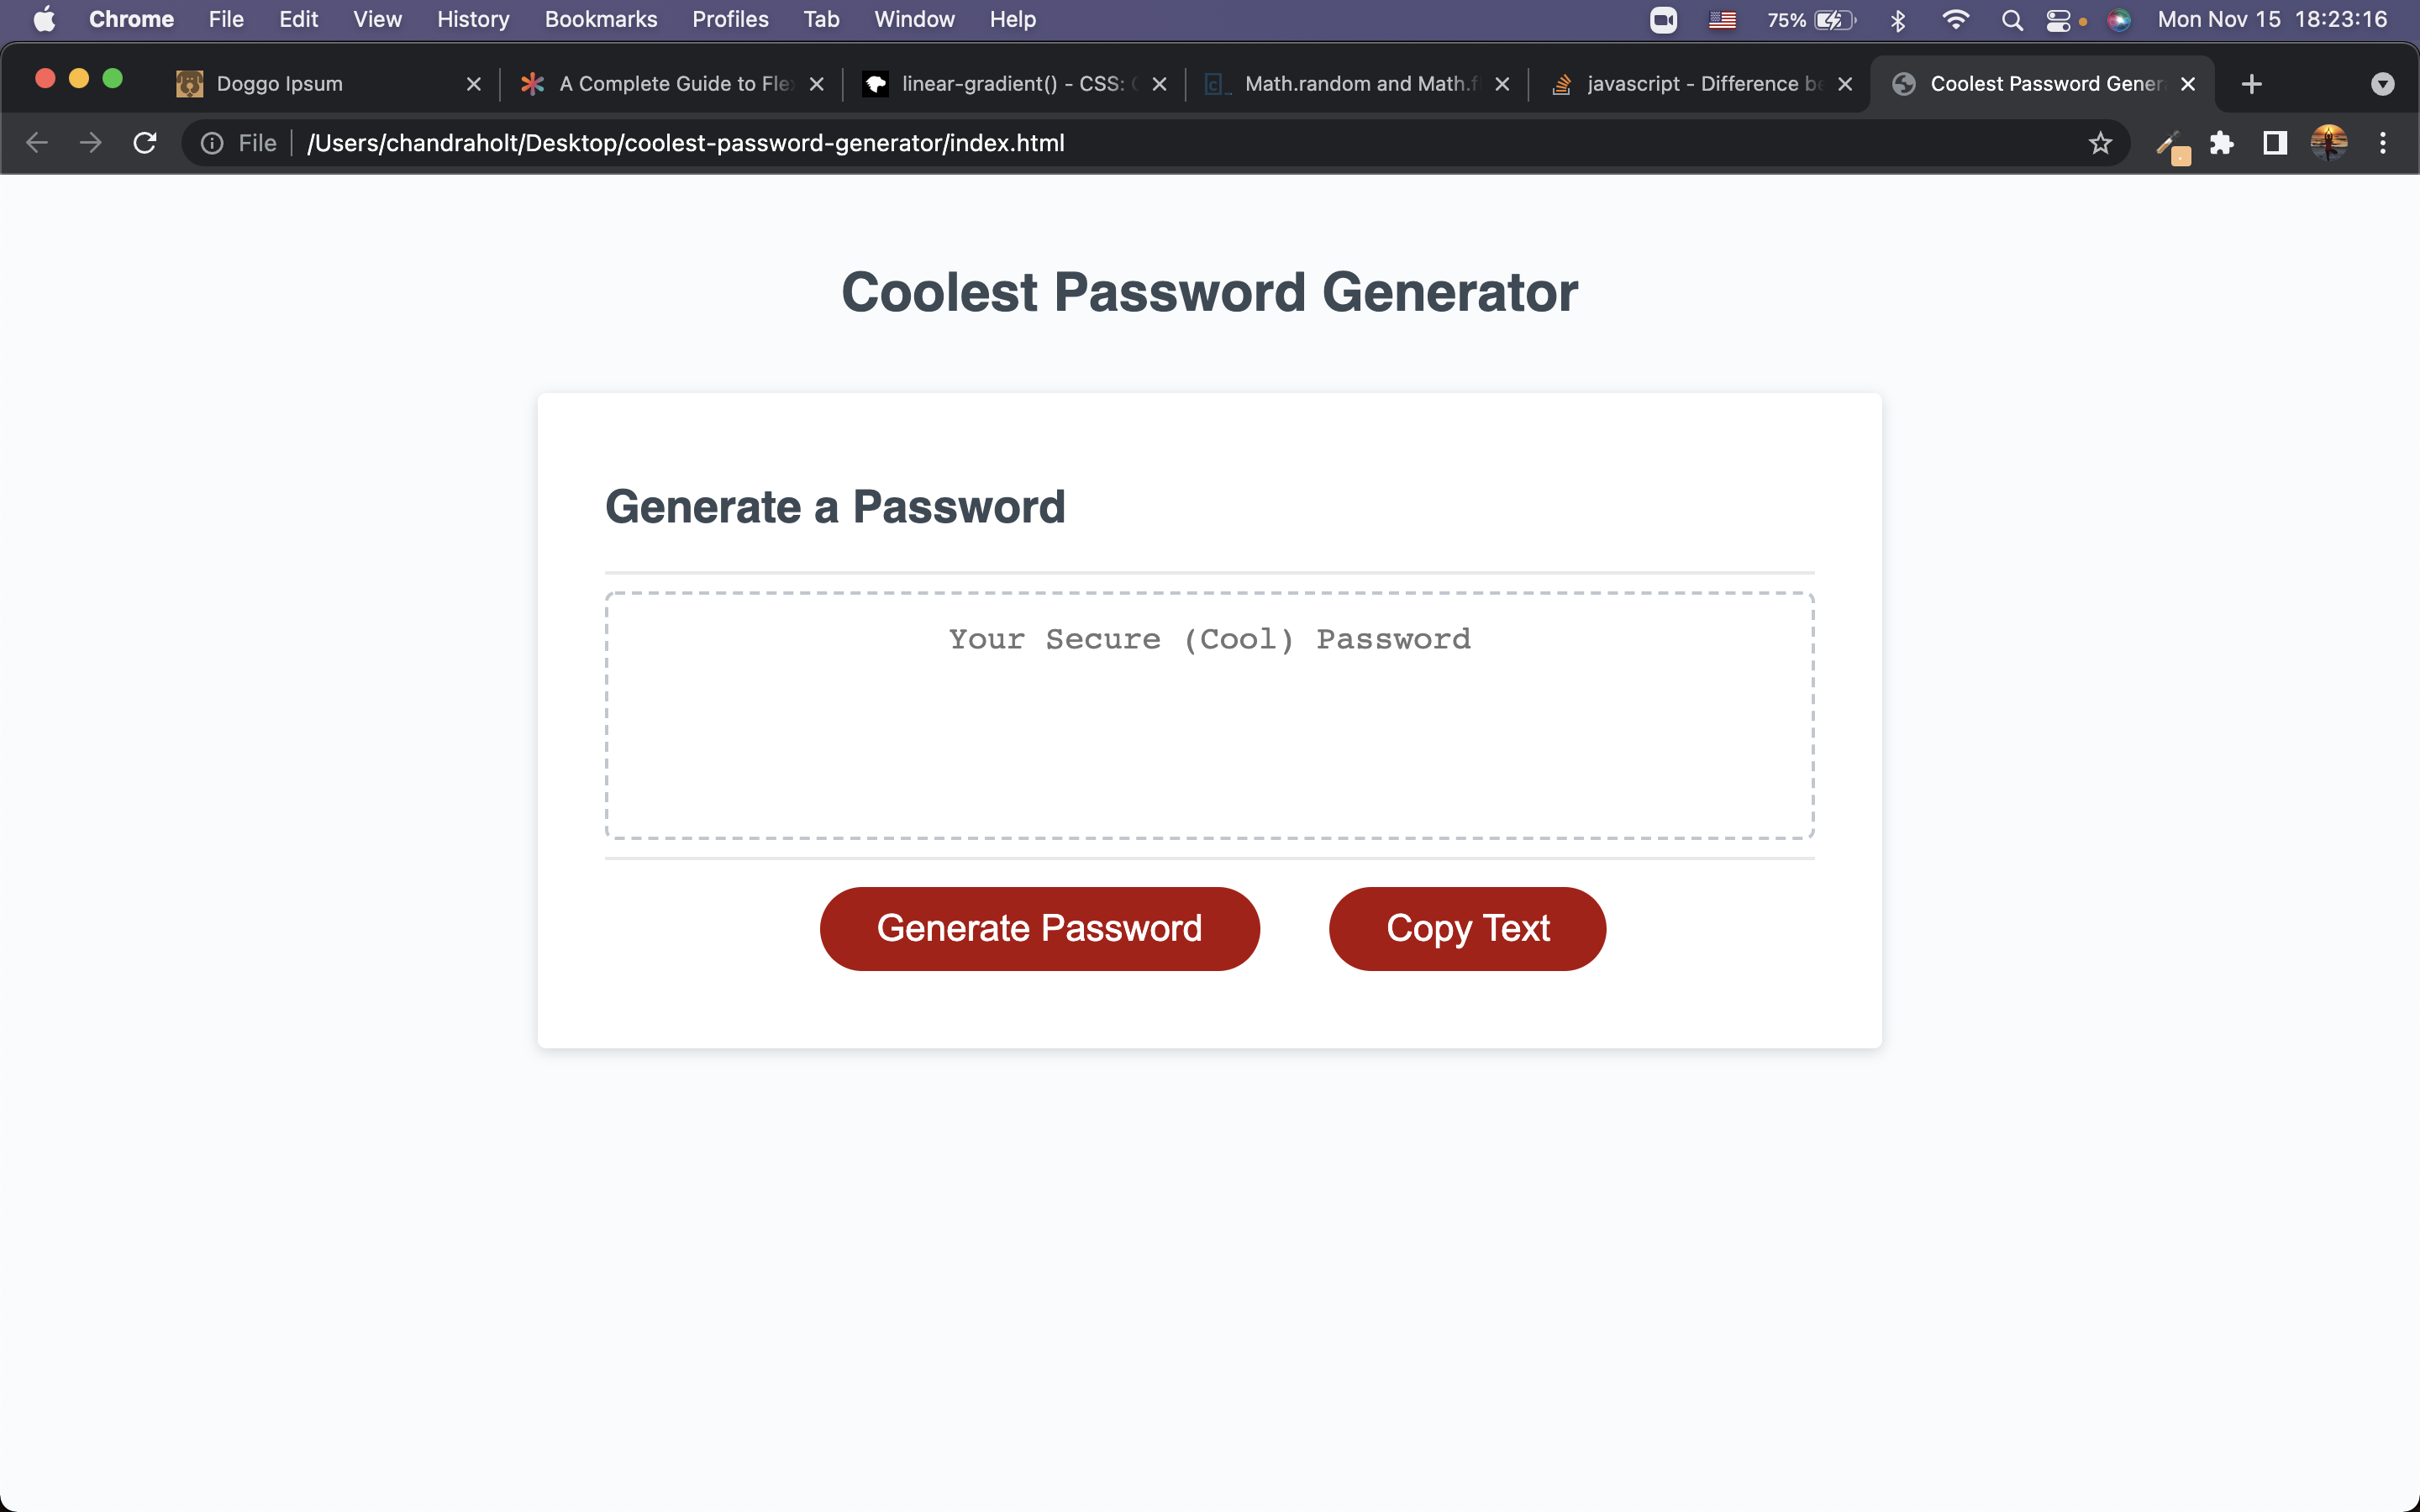 Chrome File Edit View History Bookmarks Profiles Tab Window Help 75% Mon Nov 15 18:23:16
Doggo Ipsum A Complete Guide to Fle linear-gradient() - CSS: Math.random and Math.f javascript - Difference be Coolest Password Gener
File /Users/chandraholt/Desktop/coolest-password-generator/index.html
Coolest Password Generator
Generate a Password
Your Secure (Cool) Password
Generate Password Copy Text